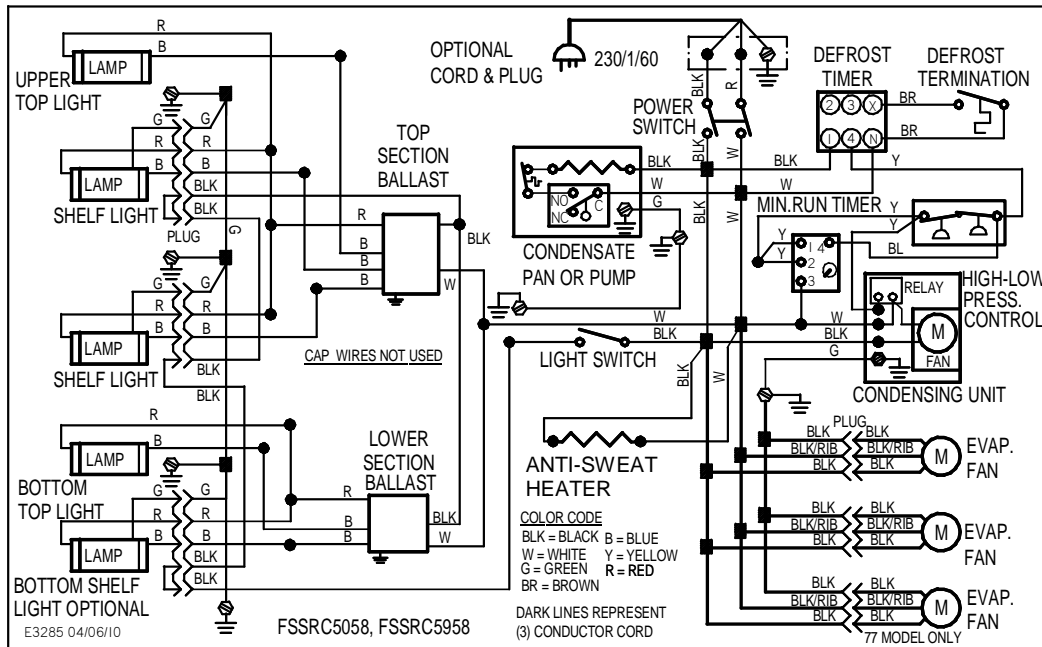 R
B
LAMP
UPPER
TOP LIGHT
OPTIONAL
CORD & PLUG
230/1/60
DEFROST
TIMER
DEFROST
TERMINATION
BLK
R
POWER
SWITCH
2 3 X
1 4 N
BR
BR
G
G
R
R
B
B
LAMP
BLK
BLK
SHELF LIGHT
PLUG
G
TOP
SECTION
BALLAST
BLK
W
BLK
W
G
BLK
W
Y
NO
NC
C
CONDENSATE
PAN OR PUMP
BLK
W
MIN.RUN TIMER
Y
Y
Y
Y
1 4
2
3
BL
R
B
B
B
BLK
W
G
G
R
R
B
B
LAMP
SHELF LIGHT
BLK
BLK
CAP WIRES NOT USED
LIGHT SWITCH
W
BLK
BLK
W
W
BLK
G
RELAY
M
FAN
HIGH-LOW
PRESS.
CONTROL
CONDENSING UNIT
R
B
LAMP
BOTTOM
TOP LIGHT
LOWER
SECTION
BALLAST
R
B
B
BLK
W
ANTI-SWEAT
HEATER
PLUG
BLK
BLK
BLK/RIB
BLK/RIB
BLK
BLK
M
EVAP.
FAN
G
G
R
R
B
B
LAMP
BLK
BLK
BOTTOM SHELF
LIGHT OPTIONAL
COLOR CODE
BLK = BLACK B = BLUE
W = WHITE Y = YELLOW
G = GREEN R = RED
BR = BROWN
BLK
BLK
BLK/RIB
BLK/RIB
BLK
BLK
M
EVAP.
FAN
DARK LINES REPRESENT
(3) CONDUCTOR CORD
BLK
BLK
BLK/RIB
BLK/RIB
BLK
BLK
M
EVAP.
FAN
77 MODEL ONLY
E3285 04/06/10
FSSRC5058, FSSRC5958